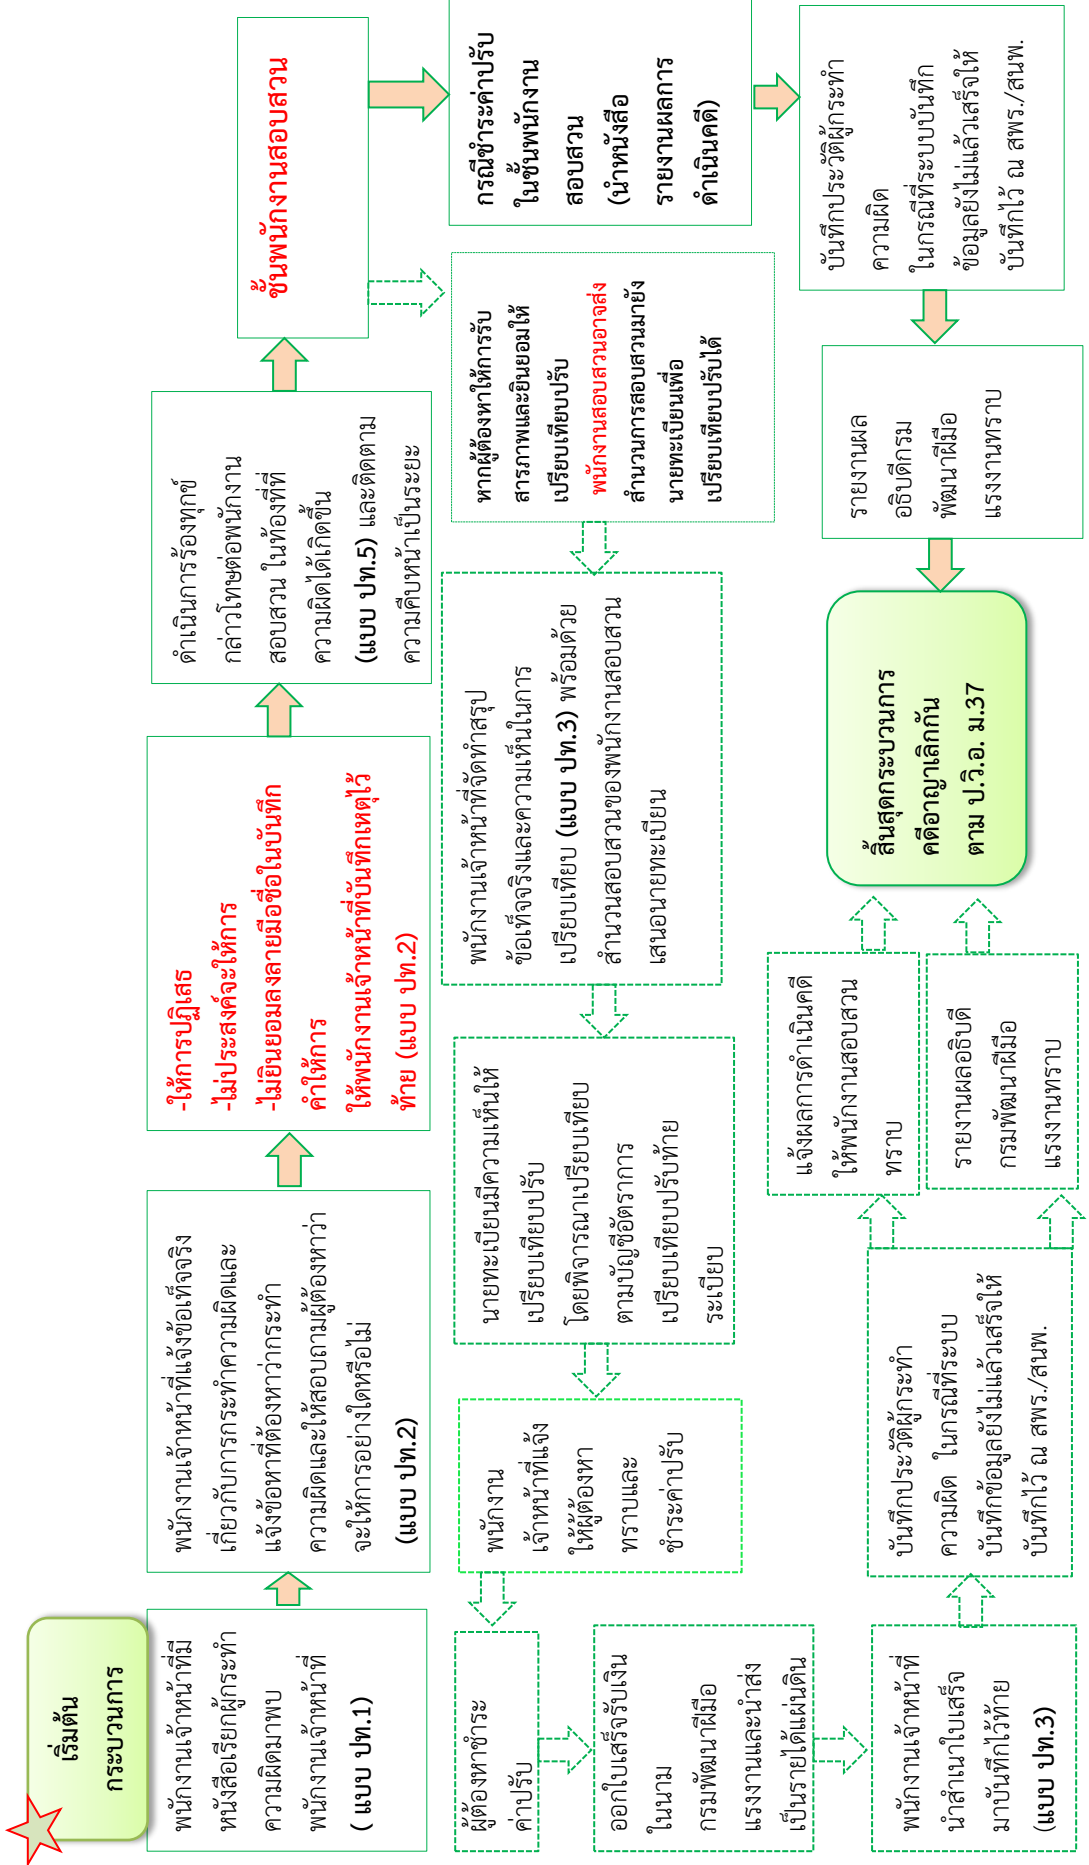 เริ่มต้น
กระบวนการ
พนักงานเจ้าหน้าที่มี
หนังสือเรียกผู้กระทำ
ความผิดมาพบ
พนักงานเจ้าหน้าที่
( แบบ ปท.1)
พนักงานเจ้าหน้าที่แจ้งข้อเท็จจริง
เกี่ยวกับการกระทำความผิดและ
แจ้งข้อหาที่ต้องหาว่ากระทำ
ความผิดและให้สอบถามผู้ต้องหาว่า
จะให้การอย่างใดหรือไม่
(แบบ ปท.2)
-ให้การปฏิเสธ
-ไม่ประสงค์จะให้การ
-ไม่ยินยอมลงลายมือชื่อในบันทึก
คำให้การ
ให้พนักงานเจ้าหน้าที่บันทึกเหตุไว้
ท้าย (แบบ ปท.2)
ดำเนินการร้องทุกข์
กล่าวโทษต่อพนักงาน
สอบสวน ในท้องที่ที่
ความผิดได้เกิดขึ้น
(แบบ ปท.5) และติดตาม
ความคืบหน้าเป็นระยะ
ชั้นพนักงานสอบสวน
กรณีชำระค่าปรับ
ในชั้นพนักงาน
สอบสวน
(นำหนังสือ
รายงานผลการ
ดำเนินคดี)
บันทึกประวัติผู้กระทำ
ความผิด
ในกรณีที่ระบบบันทึก
ข้อมูลยังไม่แล้วเสร็จให้
บันทึกไว้ ณ สพร./สนพ.
รายงานผล
อธิบดีกรม
พัฒนาฝีมือ
แรงงานทราบ
หากผู้ต้องหาให้การรับ
สารภาพและยินยอมให้
เปรียบเทียบปรับ
พนักงานสอบสวนอาจส่ง
สำนวนการสอบสวนมายัง
นายทะเบียนเพื่อ
เปรียบเทียบปรับได้
พนักงานเจ้าหน้าที่จัดทำสรุป
ข้อเท็จจริงและความเห็นในการ
เปรียบเทียบ (แบบ ปท.3) พร้อมด้วย
สำนวนสอบสวนของพนักงานสอบสวน
เสนอนายทะเบียน
นายทะเบียนมีความเห็นให้
เปรียบเทียบปรับ
โดยพิจารณาเปรียบเทียบ
ตามบัญชีอัตราการ
เปรียบเทียบปรับท้าย
ระเบียบ
พนักงาน
เจ้าหน้าที่แจ้ง
ให้ผู้ต้องหา
ทราบและ
ชำระค่าปรับ
ผู้ต้องหาชำระ
ค่าปรับ
ออกใบเสร็จรับเงิน
ในนาม
กรมพัฒนาฝีมือ
แรงงานและนำส่ง
เป็นรายได้แผ่นดิน
พนักงานเจ้าหน้าที่
นำสำเนาใบเสร็จ
มาบันทึกไว้ท้าย
(แบบ ปท.3)
บันทึกประวัติผู้กระทำ
ความผิด ในกรณีที่ระบบ
บันทึกข้อมูลยังไม่แล้วเสร็จให้
บันทึกไว้ ณ สพร./สนพ.
แจ้งผลการดำเนินคดี
ให้พนักงานสอบสวน
ทราบ
รายงานผลอธิบดี
กรมพัฒนาฝีมือ
แรงงานทราบ
สิ้นสุดกระบวนการ
คดีอาญาเลิกกัน
ตาม ป.วิ.อ. ม.37